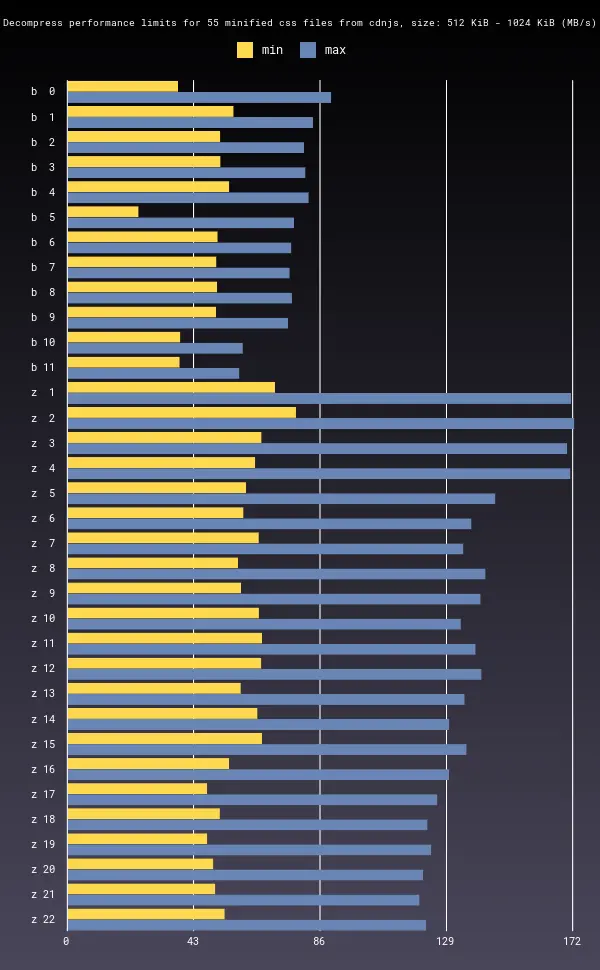 Decompress performance limits for 55 minified css files from cdnjs, size: 512 KiB - 1024 KiB (MB/s)
min max
b 0
b 1
b 2
b 3
b 4
b 5
b 6
b 7
b 8
b 9
b 10
b 11
z 1
z 2
z 3
z 4
z 5
z 6
z 7
z 8
z 9
z 10
z 11
z 12
z 13
z 14
z 15
z 16
z 17
z 18
z 19
z 20
z 21
z 22
0 43 86 129 172